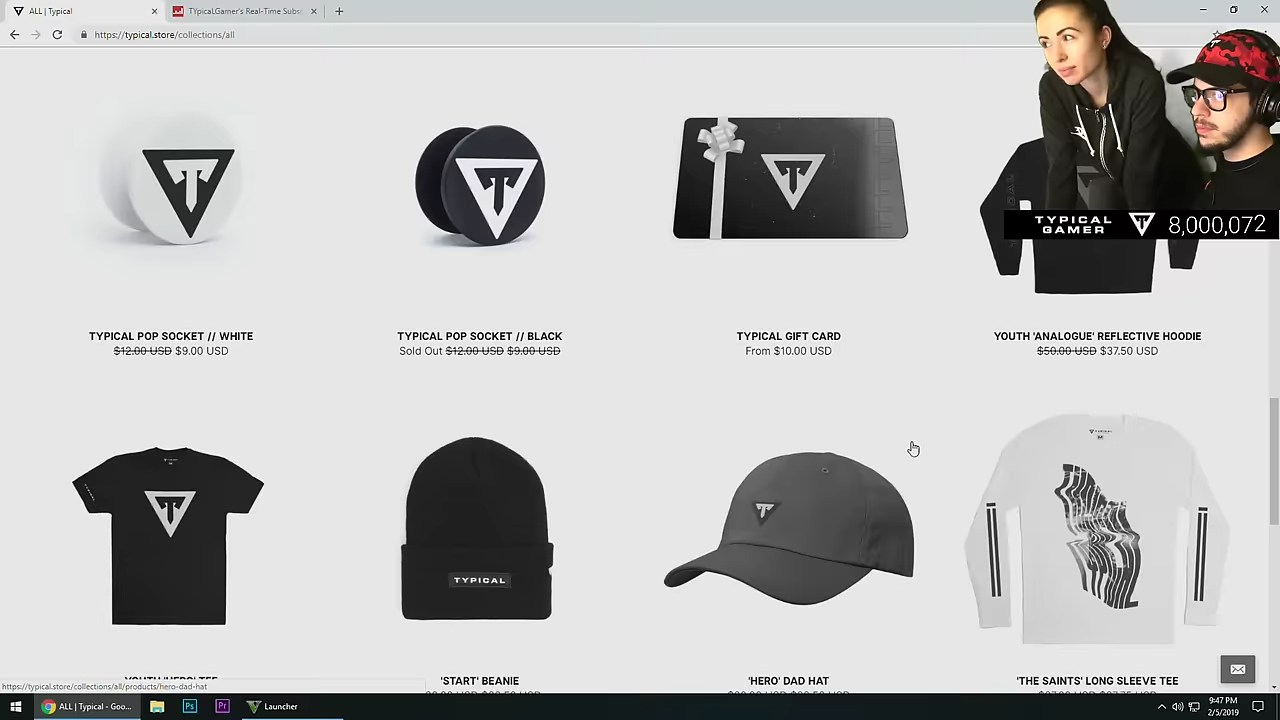 ALL | Typical
TYpicalGamer's Real-Time Subsc
https://typical.store/collections/all
TYPICAL
GAMER
8,000,072
TYPICAL POP SOCKET // WHITE
$12.00 USD $9.00 USD
TYPICAL POP SOCKET // BLACK
Sold Out $12.00 USD $9.00 USD
TYPICAL GIFT CARD
From $10.00 USD
YOUTH 'ANALOGUE' REFLECTIVE HOODIE
$50.00 USD $37.50 USD
TYPICAL
'START' BEANIE
'HERO' DAD HAT
'THE SAINTS' LONG SLEEVE TEE
https://typical.store/collections/all/products/hero-dad-hat
ALL | Typical - Goo...
Ps
Pr
Launcher
9:47 PM
2/5/2019